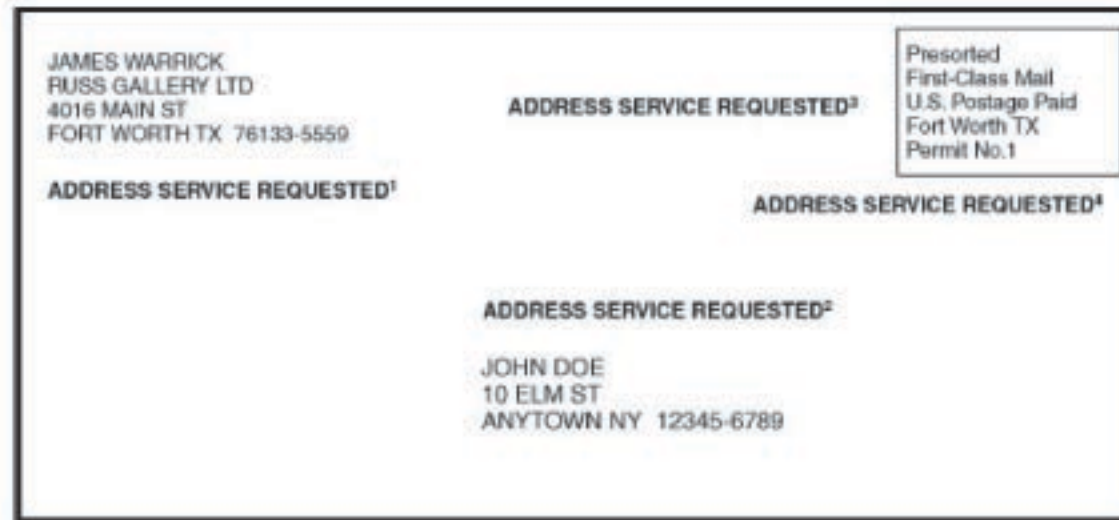 JAMES WARRICK
RUSS GALLERY LTD
4016 MAIN ST
FORT WORTH TX 76133-5559
ADDRESS SERVICE REQUESTED¹
ADDRESS SERVICE REQUESTED³
Presorted
First-Class Mail
U.S. Postage Paid
Fort Worth TX
Permit No.1
ADDRESS SERVICE REQUESTED⁴
ADDRESS SERVICE REQUESTED²
JOHN DOE
10 ELM ST
ANYTOWN NY 12345-6789